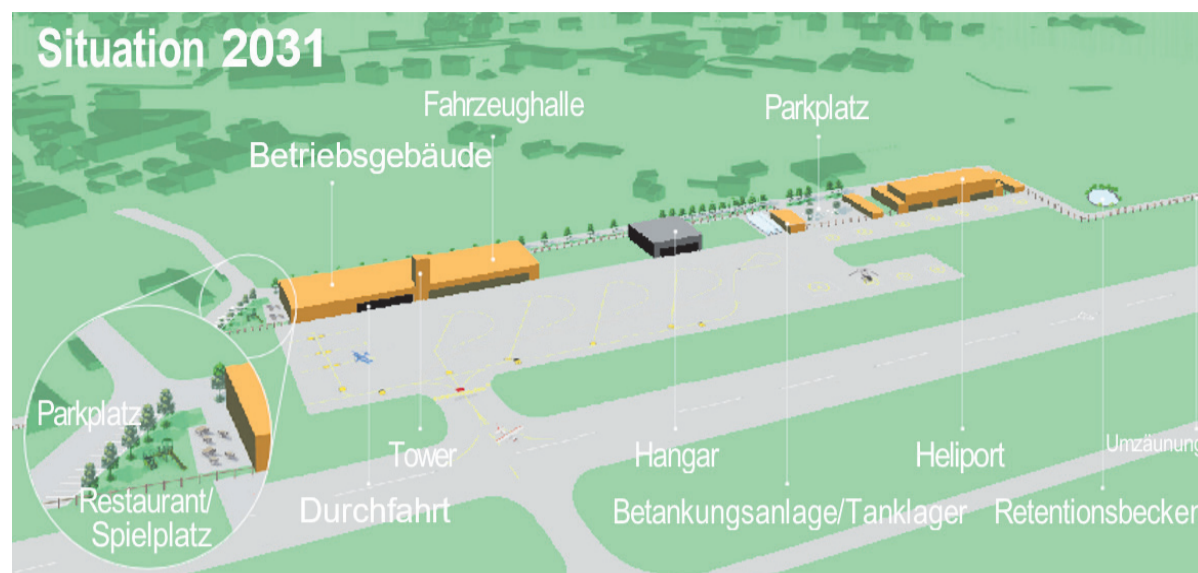 Situation 2031
Fahrzeughalle
Parkplatz
Betriebsgebäude
Parkplatz
Restaurant/
Spielplatz
Tower
Durchfahrt
Hangar
Betankungsanlage/Tanklager
Heliport
Retentionsbecken
Umzäunung